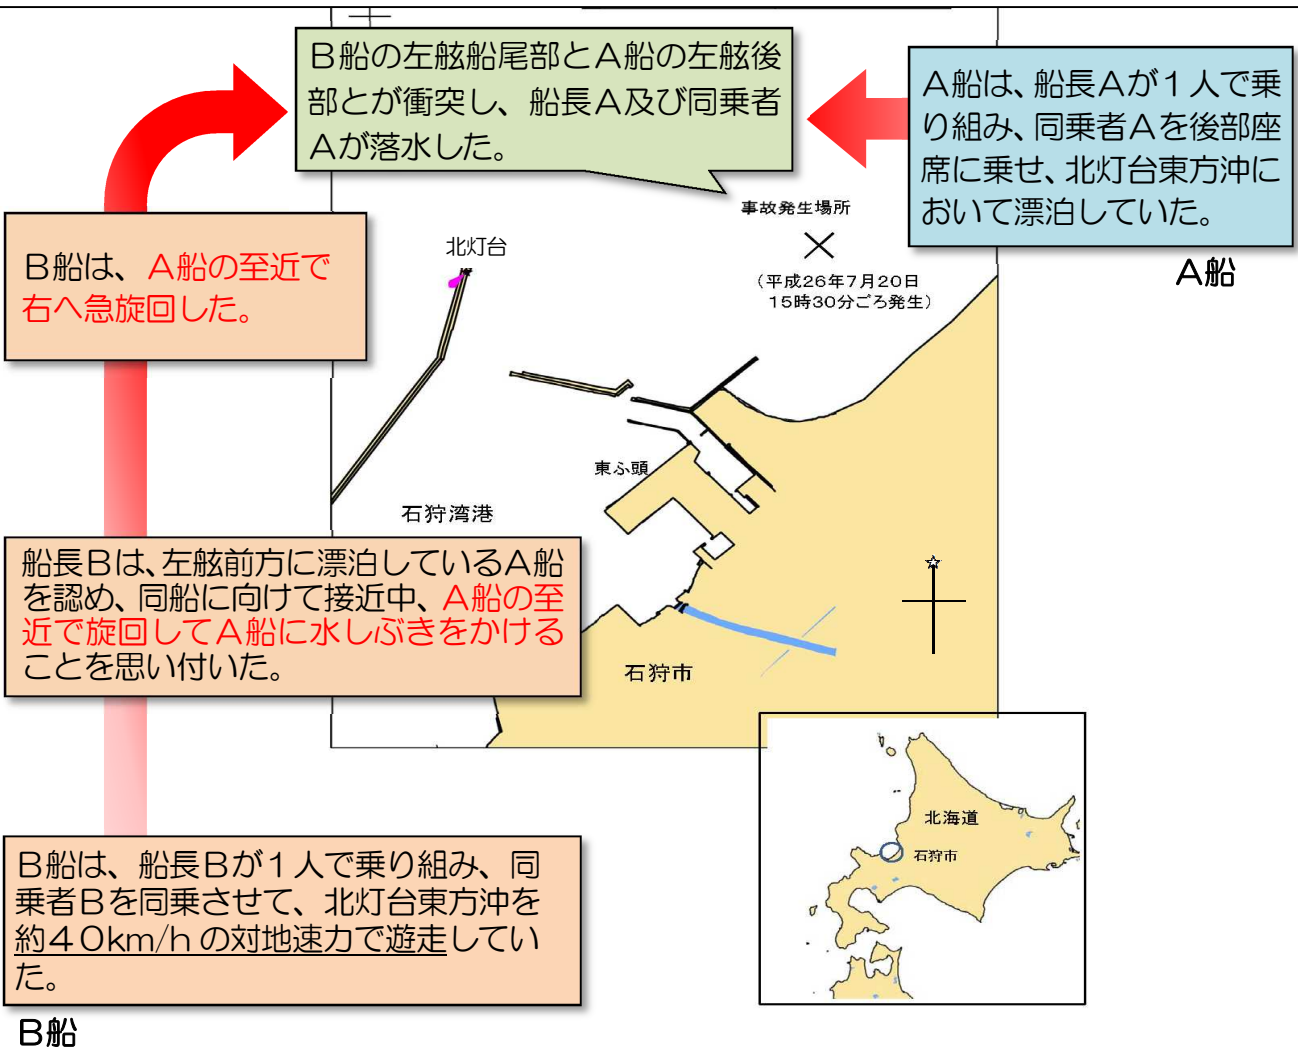 B船の左舷船尾部とA船の左舷後
部とが衝突し、船長A及び同乗者
Aが落水した。
A船は、船長Aが1人で乗
り組み、同乗者Aを後部座
席に乗せ、北灯台東方沖に
おいて漂泊していた。
A船
事故発生場所
(平成26年7月20日
15時30分ごろ発生)
北灯台
B船は、A船の至近で
右へ急旋回した。
東ふ頭
石狩湾港
船長Bは、左舷前方に漂泊しているA船
を認め、同船に向けて接近中、A船の至
近で旋回してA船に水しぶきをかける
ことを思い付いた。
石狩市
北海道
石狩市
B船は、船長Bが1人で乗り組み、同
乗者Bを同乗させて、北灯台東方沖を
約40km/hの対地速力で遊走してい
た。
B船